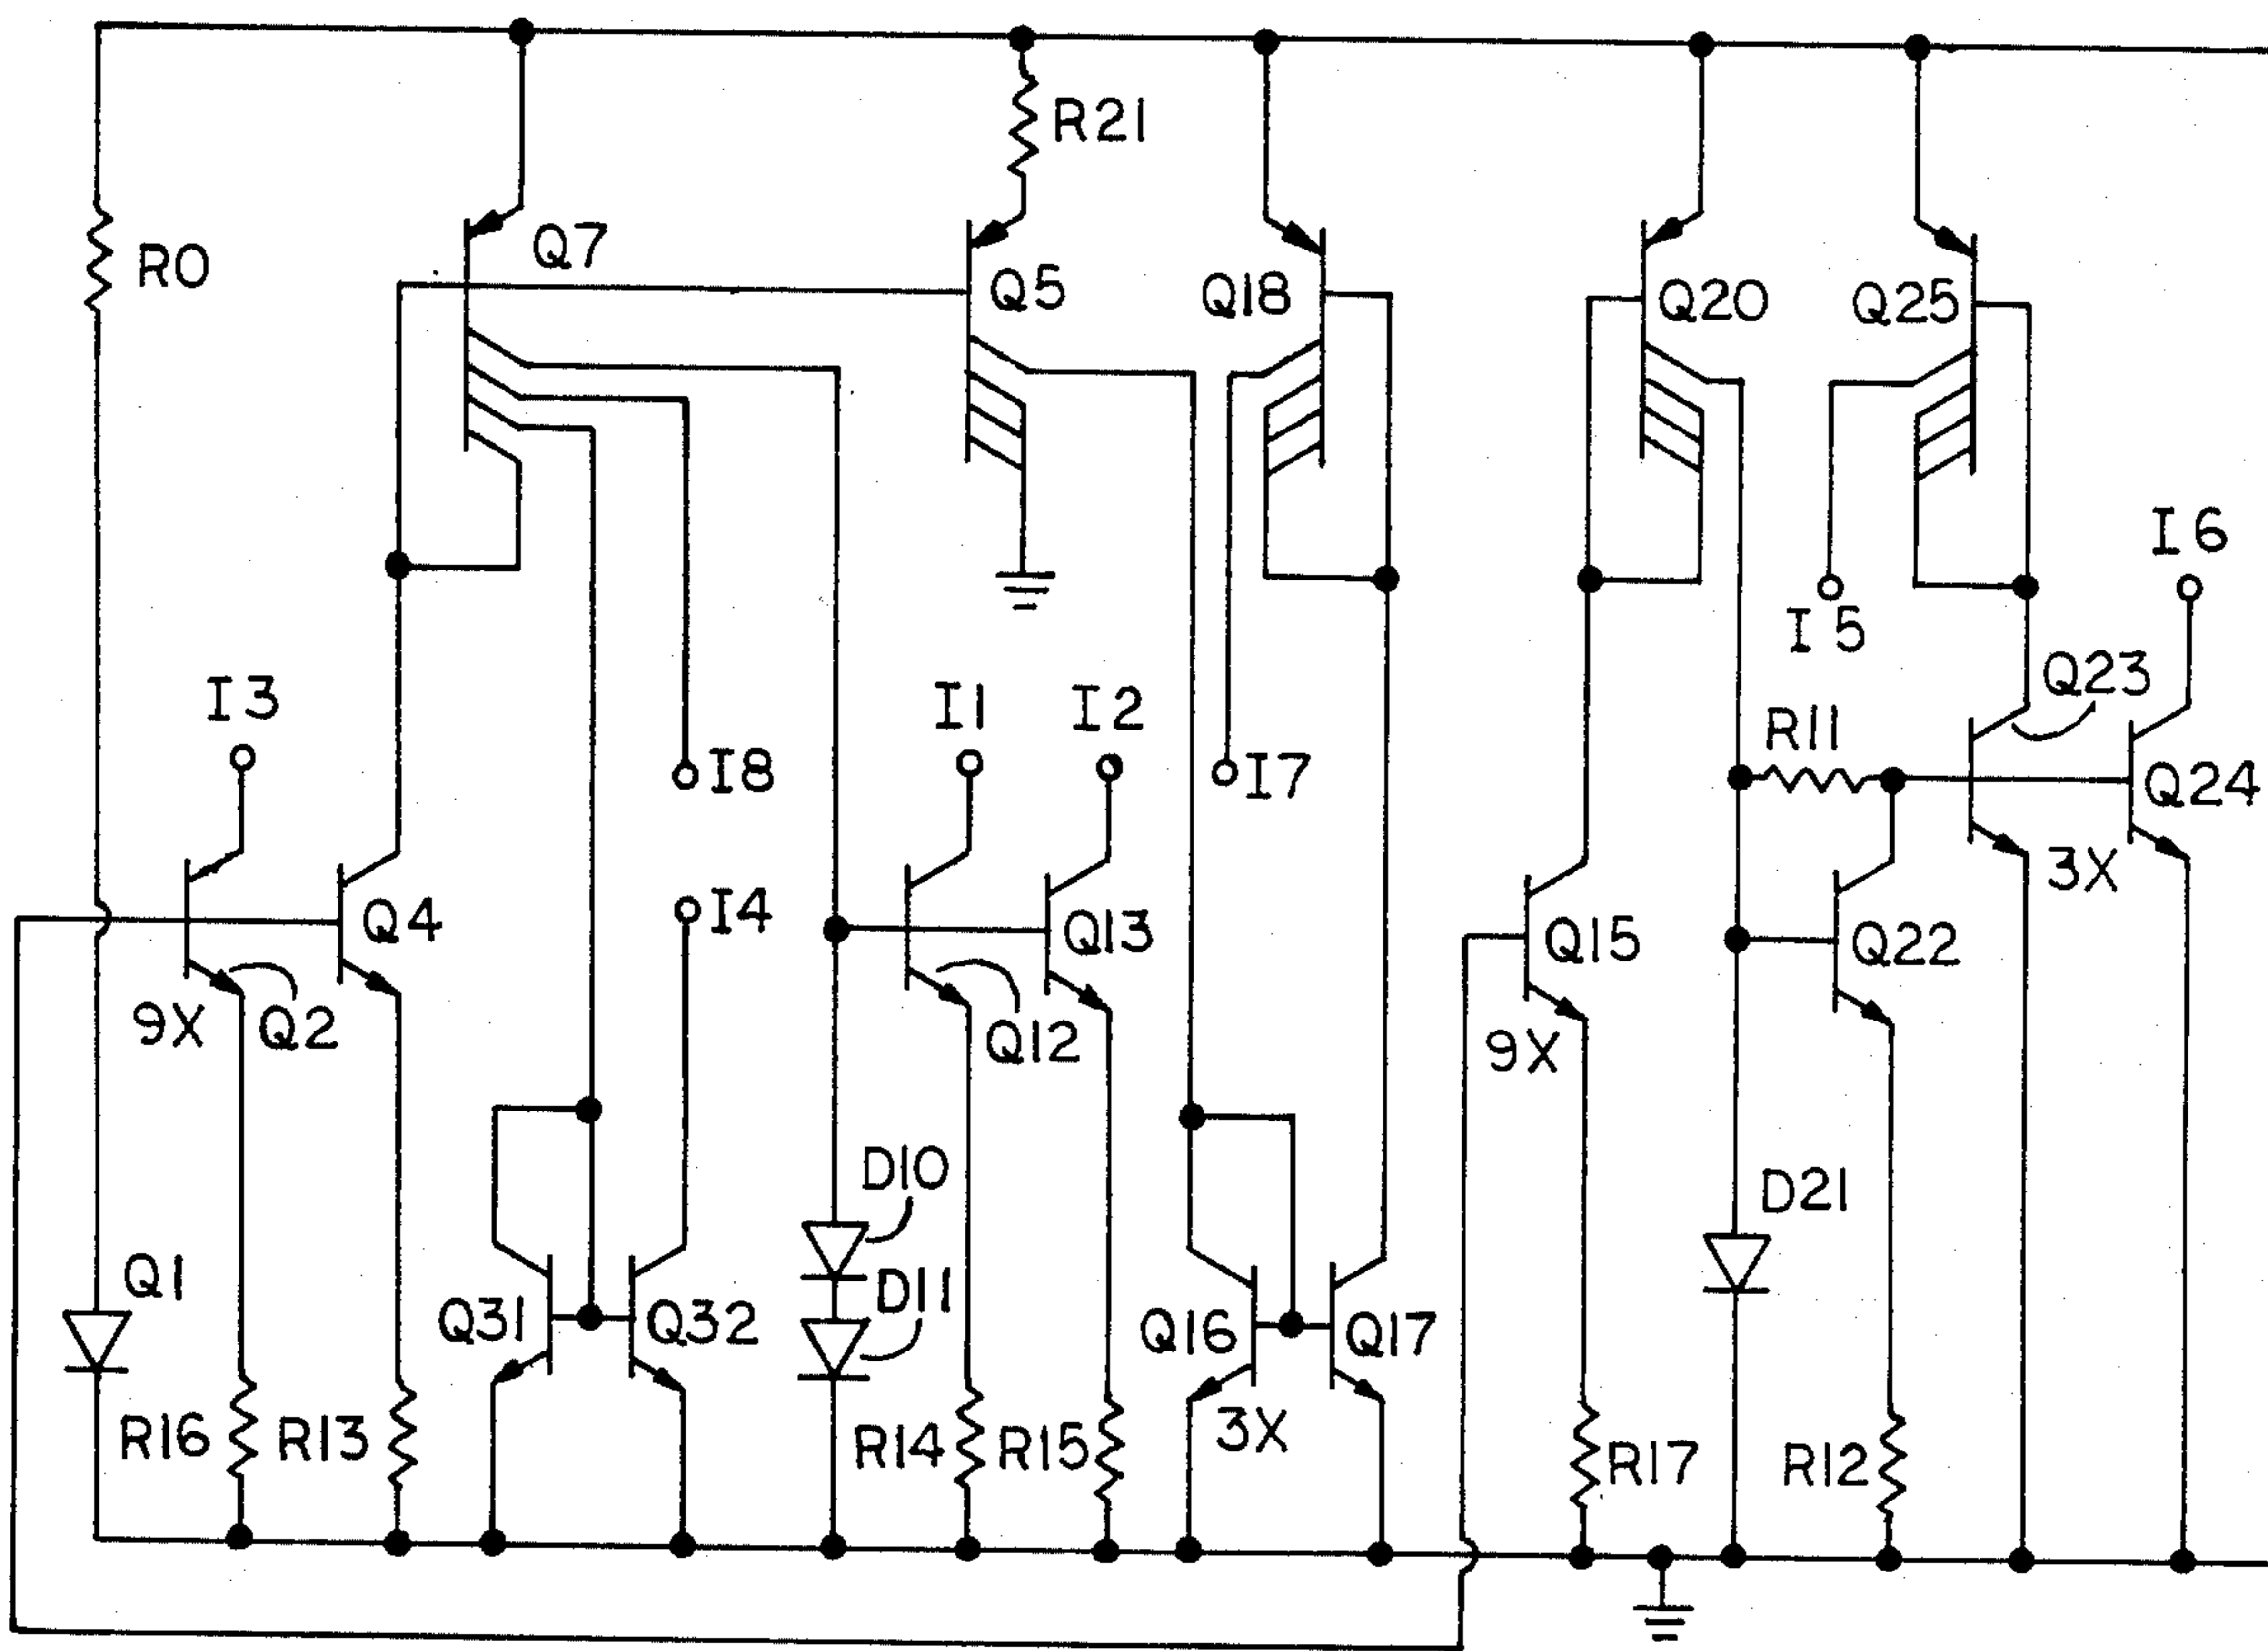 R21
R0
Q7
Q5
Q18
Q20
Q25
I6
I5
Q23
I3
I1
I2
R11
I8
I7
Q24
3X
Q4
I4
Q13
Q15
Q22
9X
Q2
Q12
9X
D10
D21
Q1
D11
Q31
Q32
Q16
Q17
R16
R13
3X
R14
R15
R17
R12